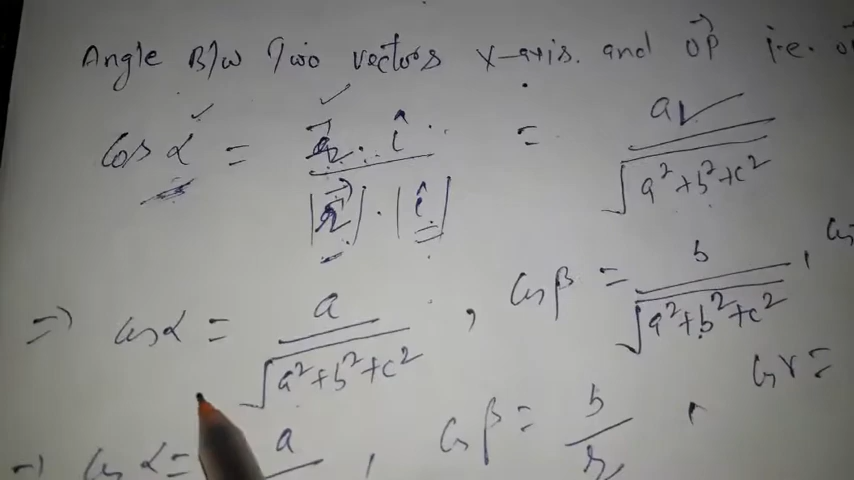 Angle B/w Two vectors X-axis. and OP⃗ i.e.
cos α = r⃗ . î / |r⃗| . |î| = a / √a²+b²+c²
⇒ cos α = a / √a²+b²+c² , cos β = b / √a²+b²+c² , cos
⇒ cos α = a , cos β = b / r , cos γ =